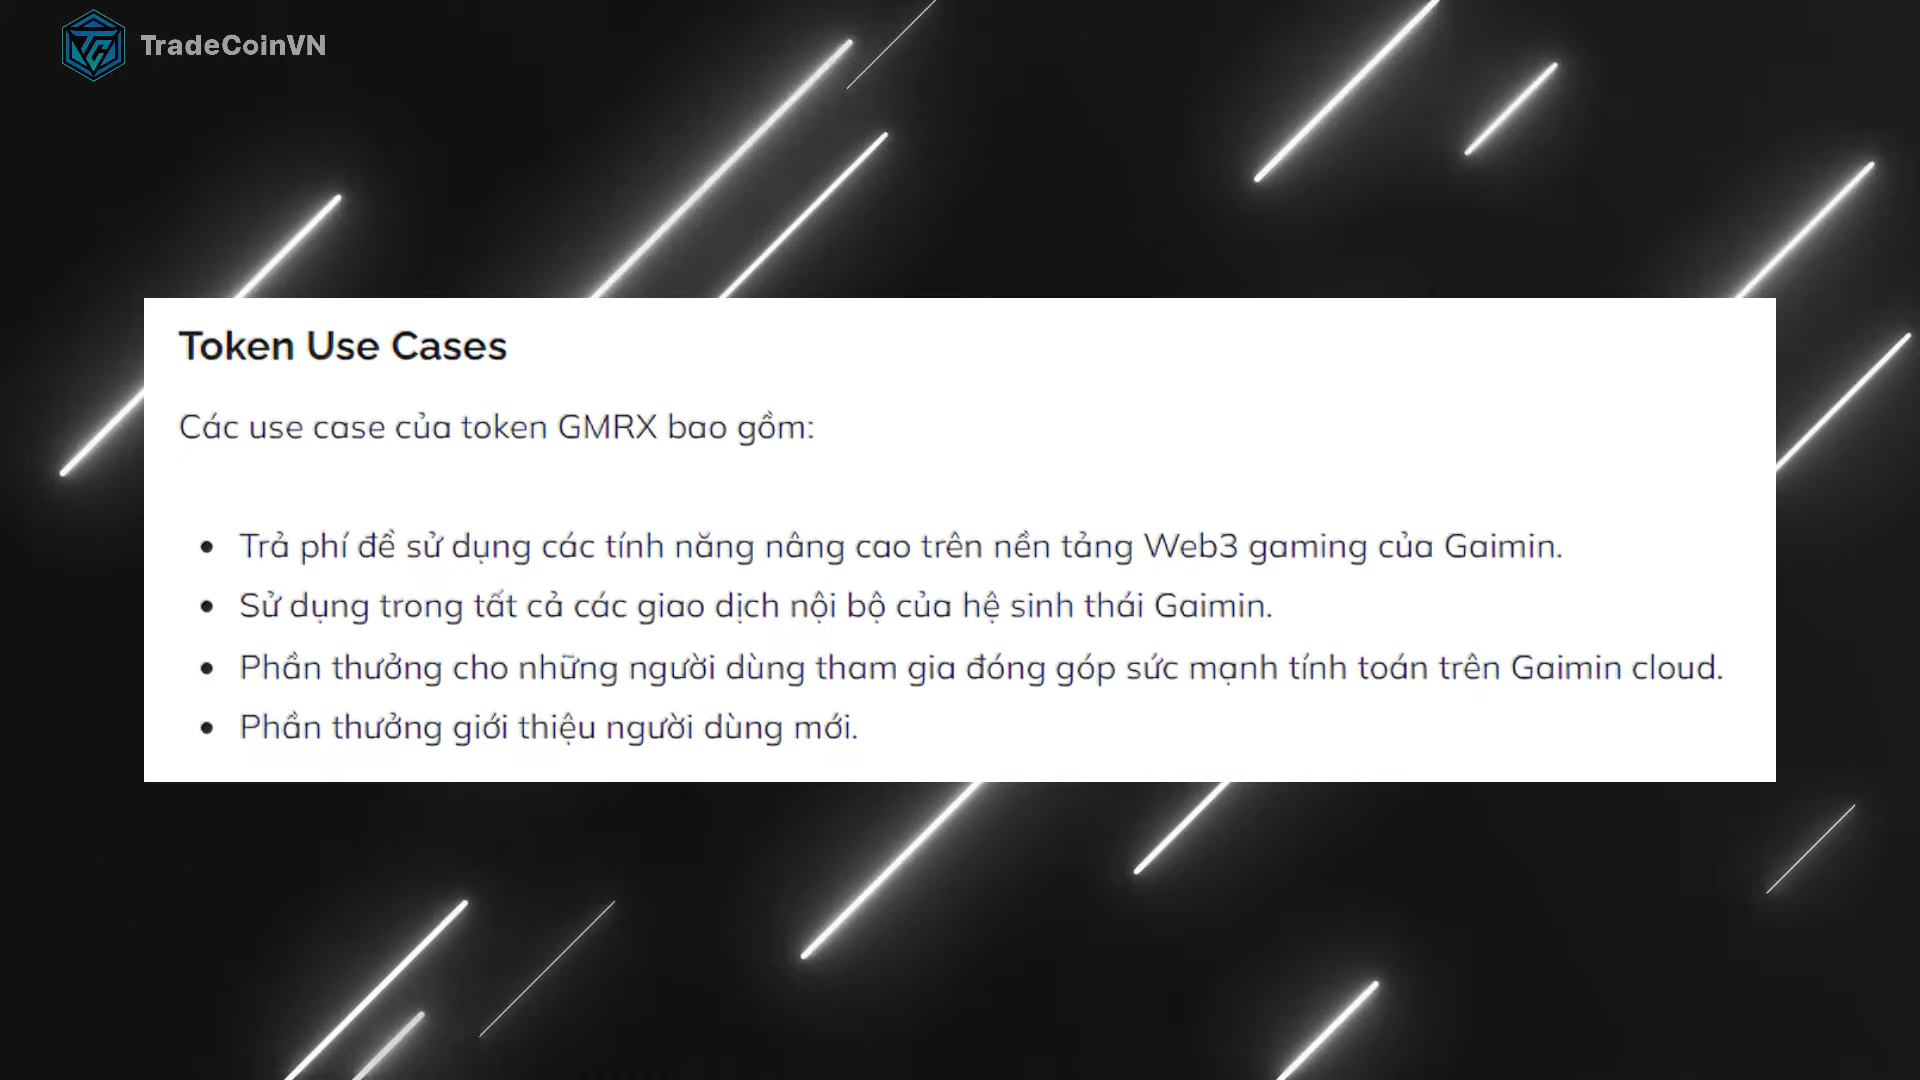 TradeCoinVN
Token Use Cases
Các use case của token GMRX bao gồm:
• Trả phí để sử dụng các tính năng nâng cao trên nền tảng Web3 gaming của Gaimin.
• Sử dụng trong tất cả các giao dịch nội bộ của hệ sinh thái Gaimin.
• Phần thưởng cho những người dùng tham gia đóng góp sức mạnh tính toán trên Gaimin cloud.
• Phần thưởng giới thiệu người dùng mới.